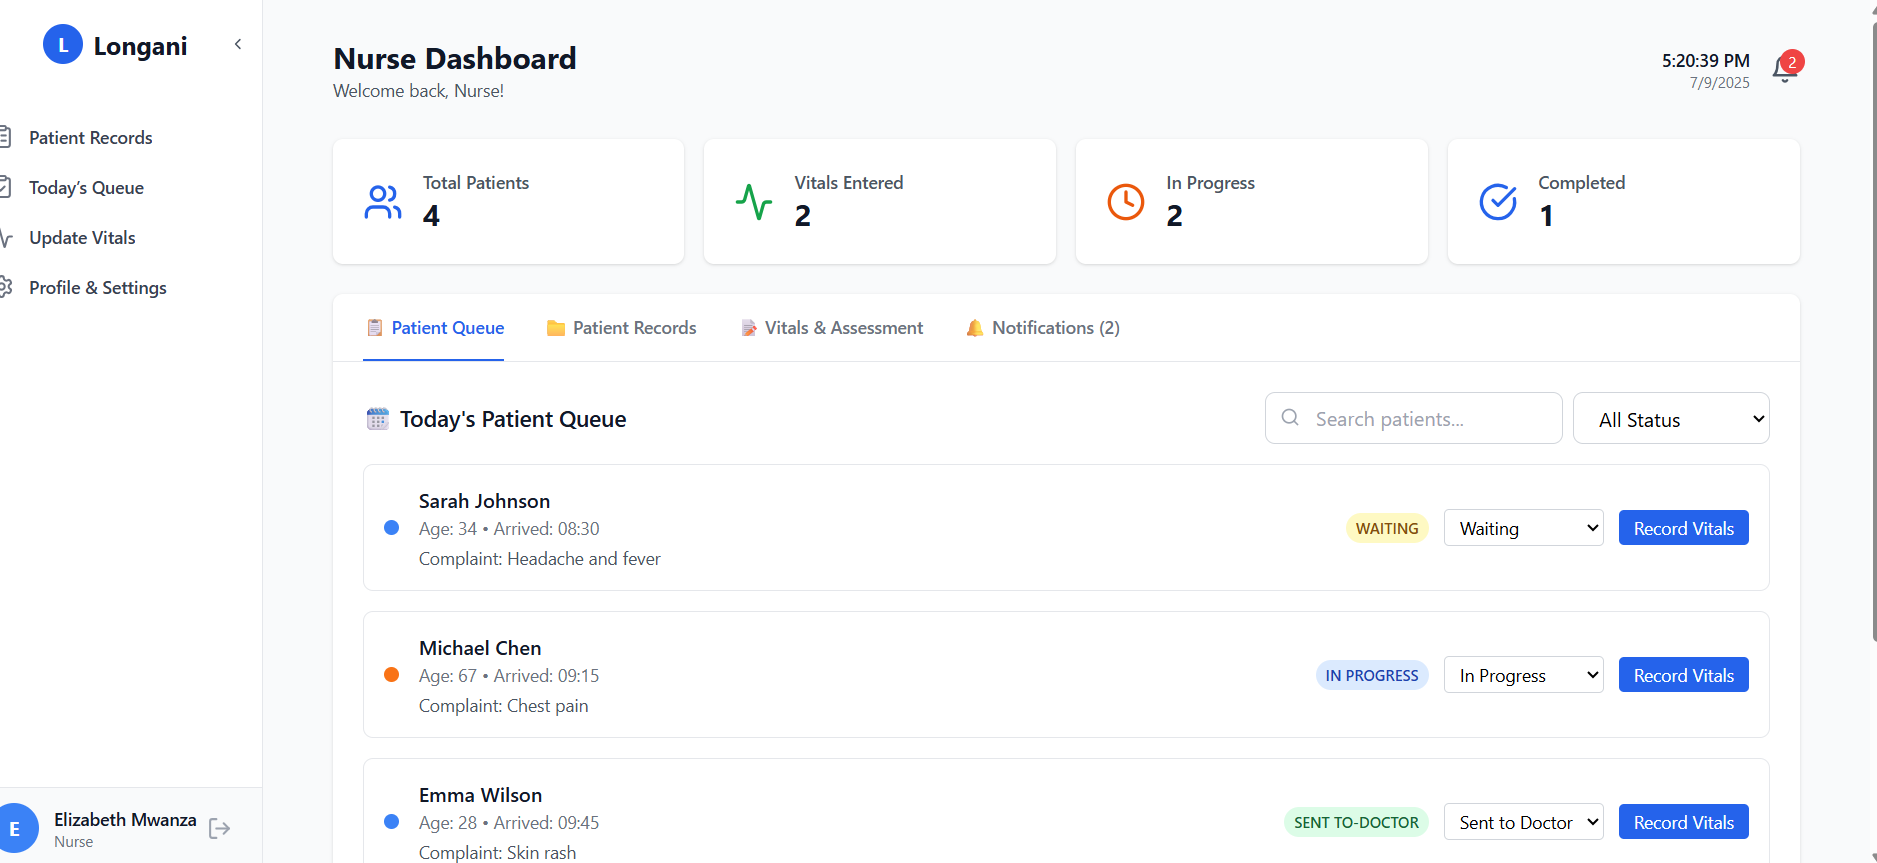 L Longani
Patient Records
Today’s Queue
Update Vitals
Profile & Settings
E Elizabeth Mwanza
Nurse
Nurse Dashboard
Welcome back, Nurse!
5:20:39 PM
7/9/2025
2
Total Patients
4
Vitals Entered
2
In Progress
2
Completed
1
Patient Queue Patient Records Vitals & Assessment Notifications (2)
Today's Patient Queue
Search patients...
All Status
Sarah Johnson
Age: 34 • Arrived: 08:30
Complaint: Headache and fever
WAITING Waiting Record Vitals
Michael Chen
Age: 67 • Arrived: 09:15
Complaint: Chest pain
IN PROGRESS In Progress Record Vitals
Emma Wilson
Age: 28 • Arrived: 09:45
Complaint: Skin rash
SENT TO-DOCTOR Sent to Doctor Record Vitals